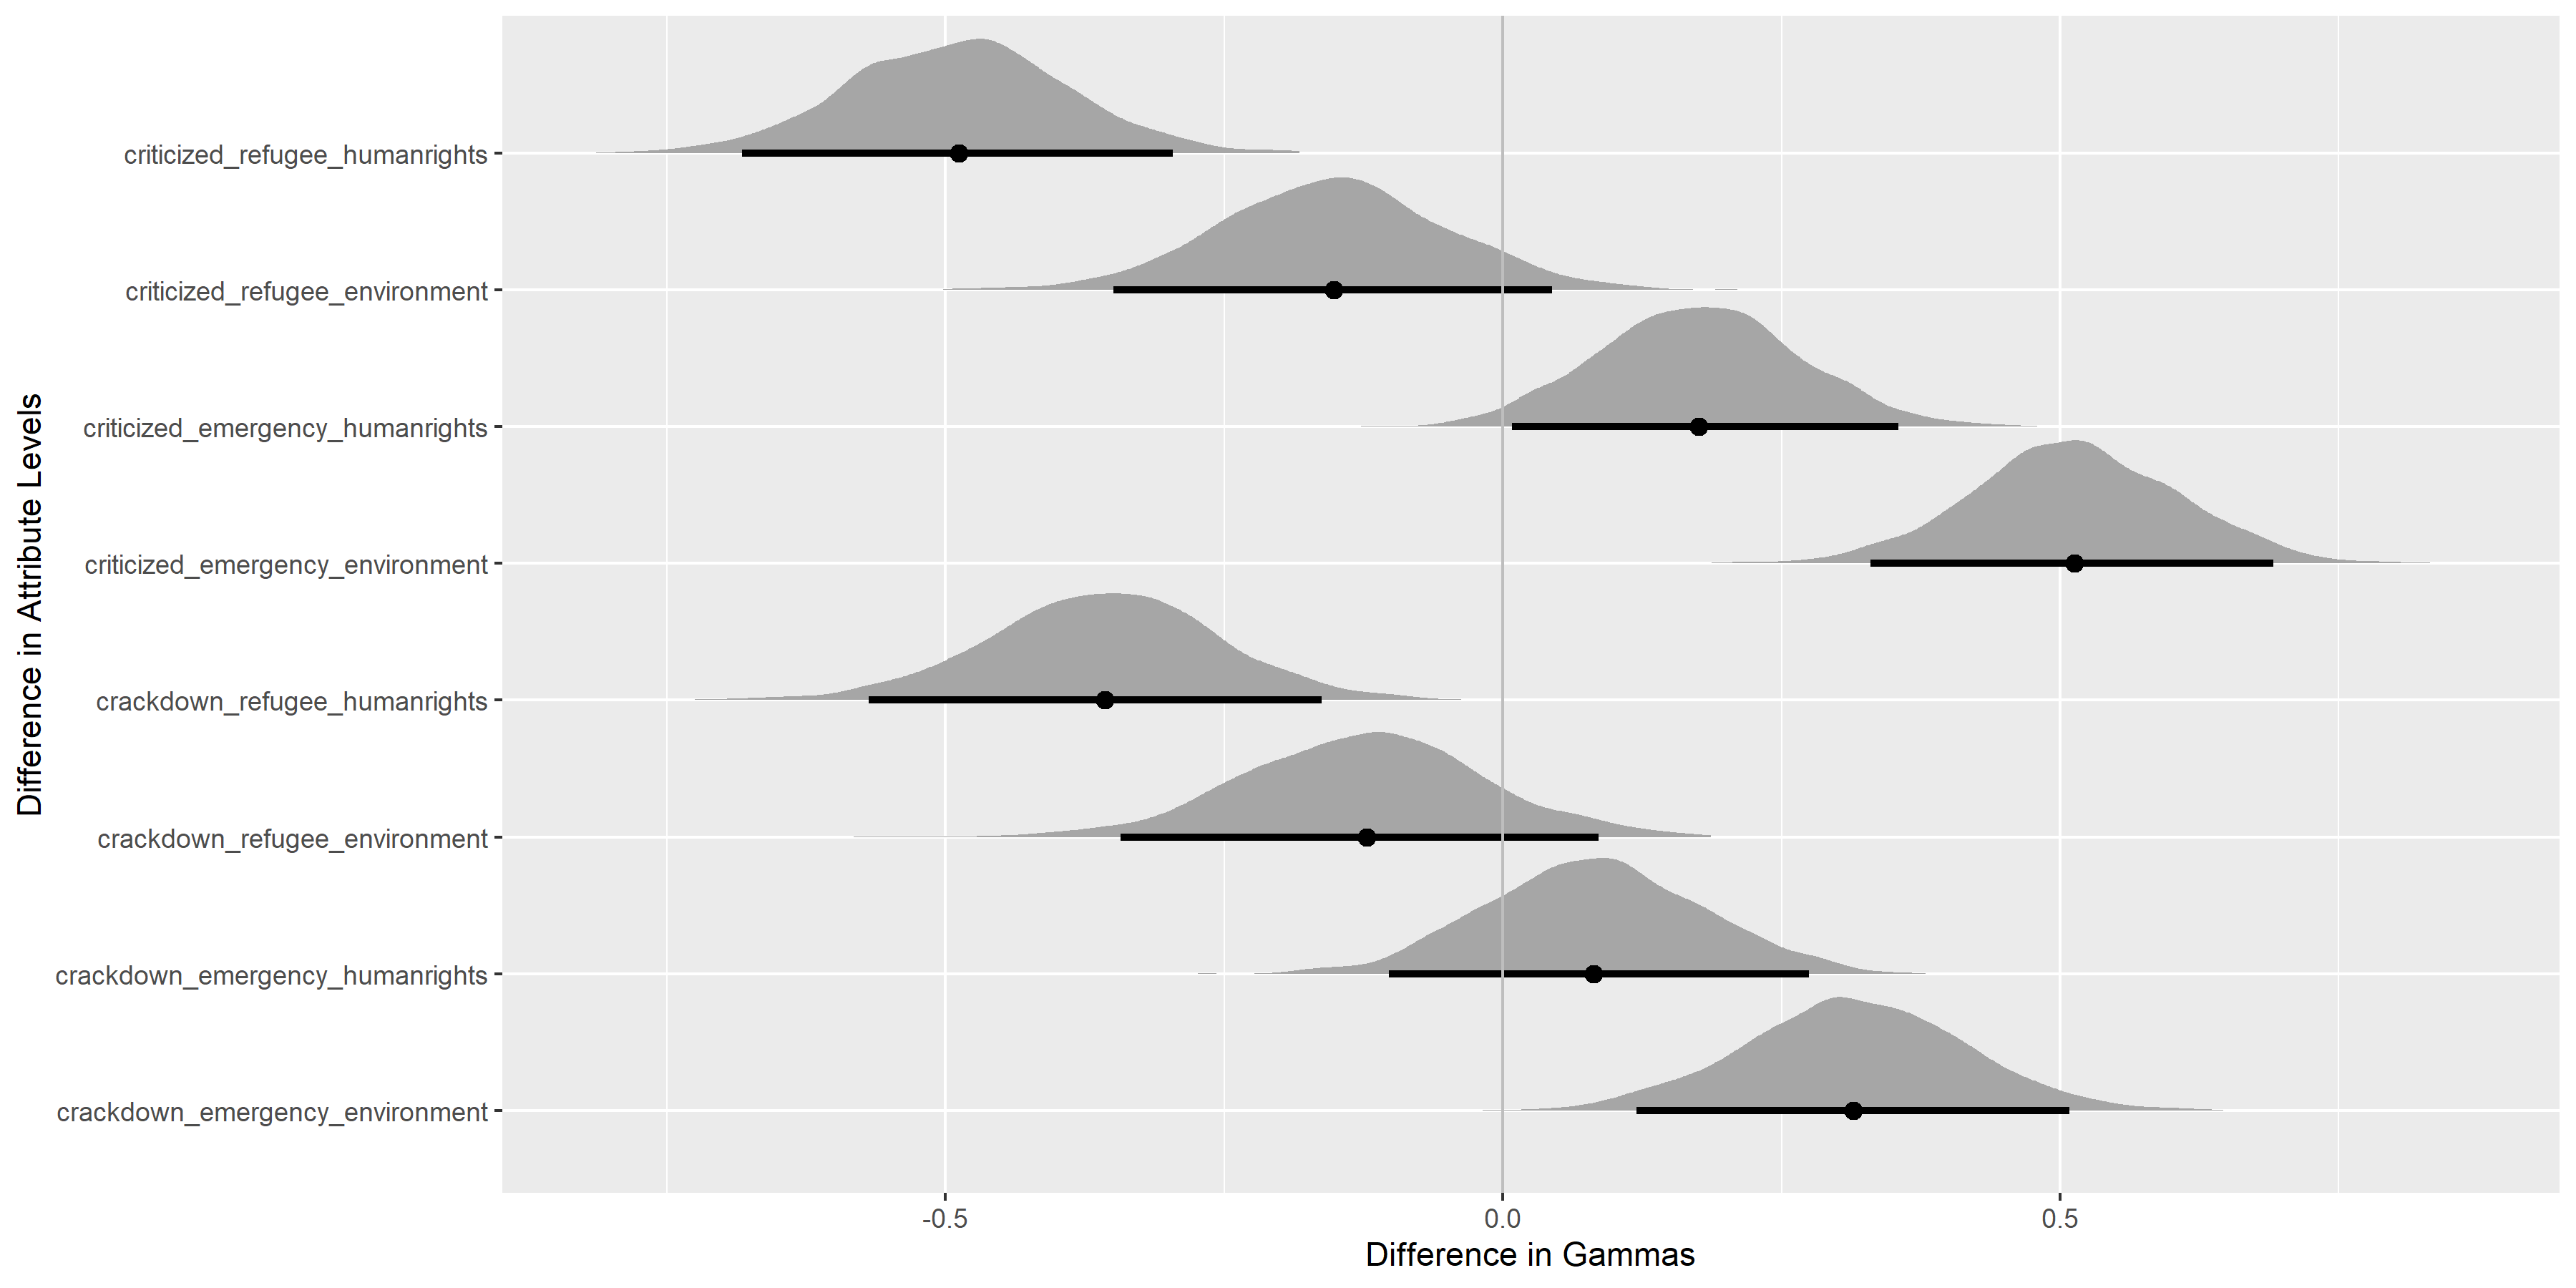 criticized_refugee_humanrights
criticized_refugee_environment
criticized_emergency_humanrights
criticized_emergency_environment
crackdown_refugee_humanrights
crackdown_refugee_environment
crackdown_emergency_humanrights
crackdown_emergency_environment
Difference in Attribute Levels
-0.5 0.0 0.5
Difference in Gammas